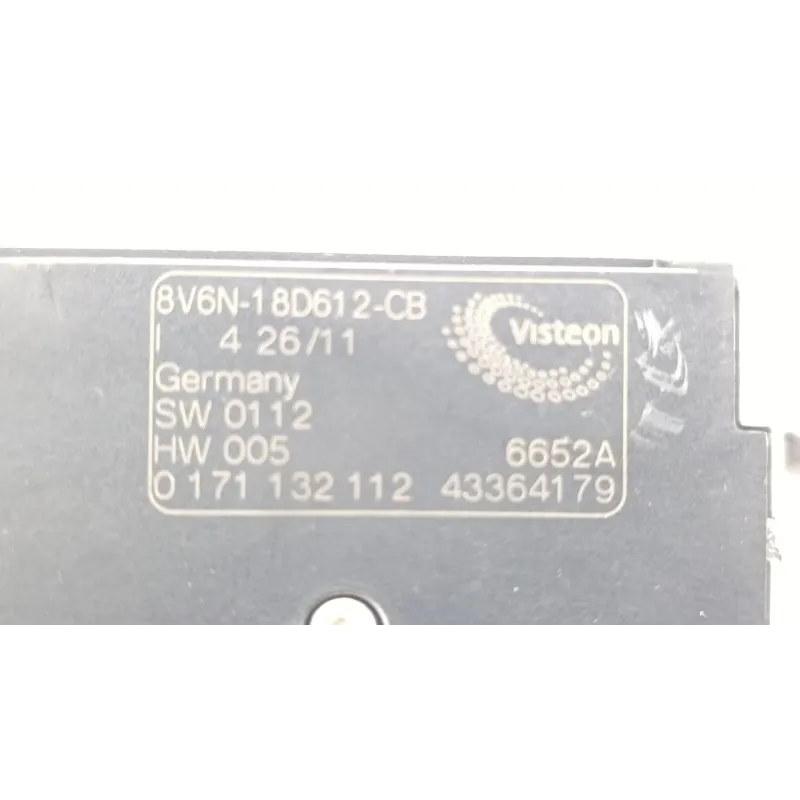 8V6N-18D612-CB
Visteon
I 4 26/11
Germany
SW 0112
HW 005 6652A
0 171 132 112 43364179